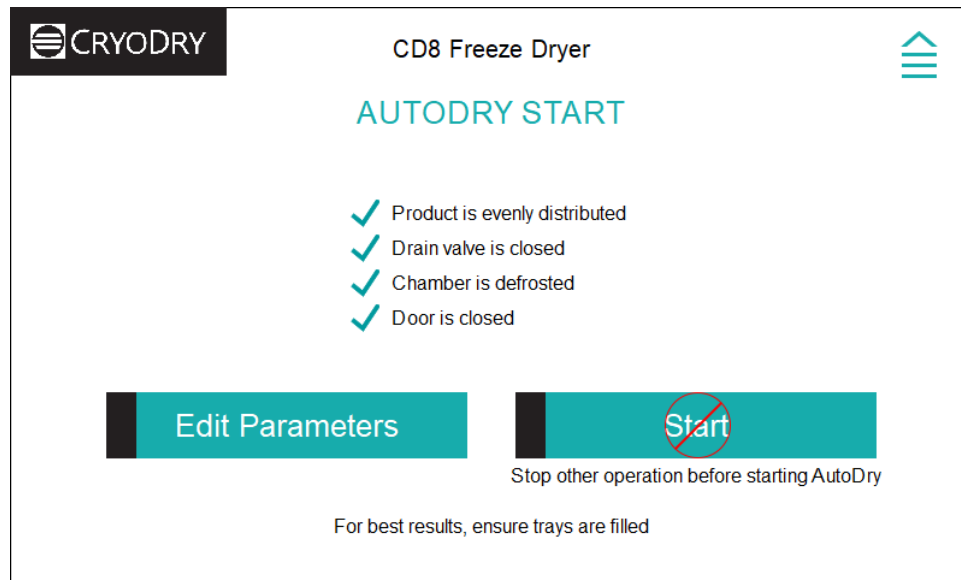 CRYODRY
CD8 Freeze Dryer
AUTODRY START
Product is evenly distributed
Drain valve is closed
Chamber is defrosted
Door is closed
Edit Parameters
Start
Stop other operation before starting AutoDry
For best results, ensure trays are filled